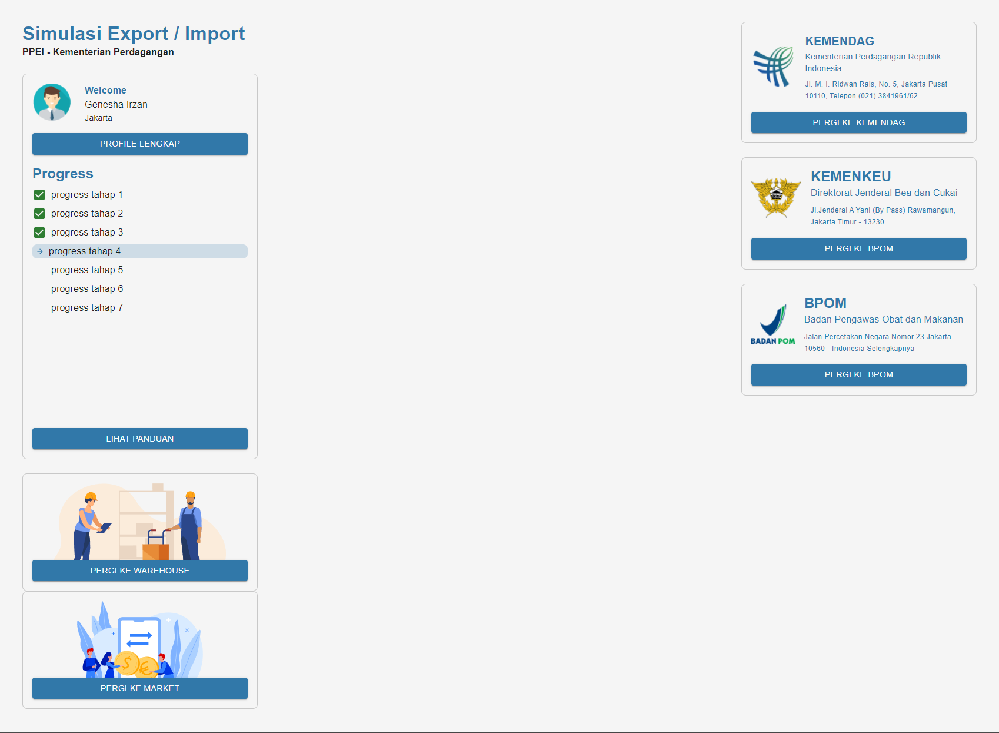 Simulasi Export / Import
PPEI - Kementerian Perdagangan
Welcome
Genesha Irzan
Jakarta
PROFILE LENGKAP
Progress
progress tahap 1
progress tahap 2
progress tahap 3
progress tahap 4
progress tahap 5
progress tahap 6
progress tahap 7
LIHAT PANDUAN
PERGI KE WAREHOUSE
$
€
PERGI KE MARKET
KEMENDAG
Kementerian Perdagangan Republik
Indonesia
Jl. M. I. Ridwan Rais, No. 5, Jakarta Pusat
10110, Telepon (021) 3841961/62
PERGI KE KEMENDAG
KEMENKEU
Direktorat Jenderal Bea dan Cukai
Jl.Jenderal A Yani (By Pass) Rawamangun,
Jakarta Timur - 13230
PERGI KE BPOM
BADAN POM
BPOM
Badan Pengawas Obat dan Makanan
Jalan Percetakan Negara Nomor 23 Jakarta -
10560 - Indonesia Selengkapnya
PERGI KE BPOM